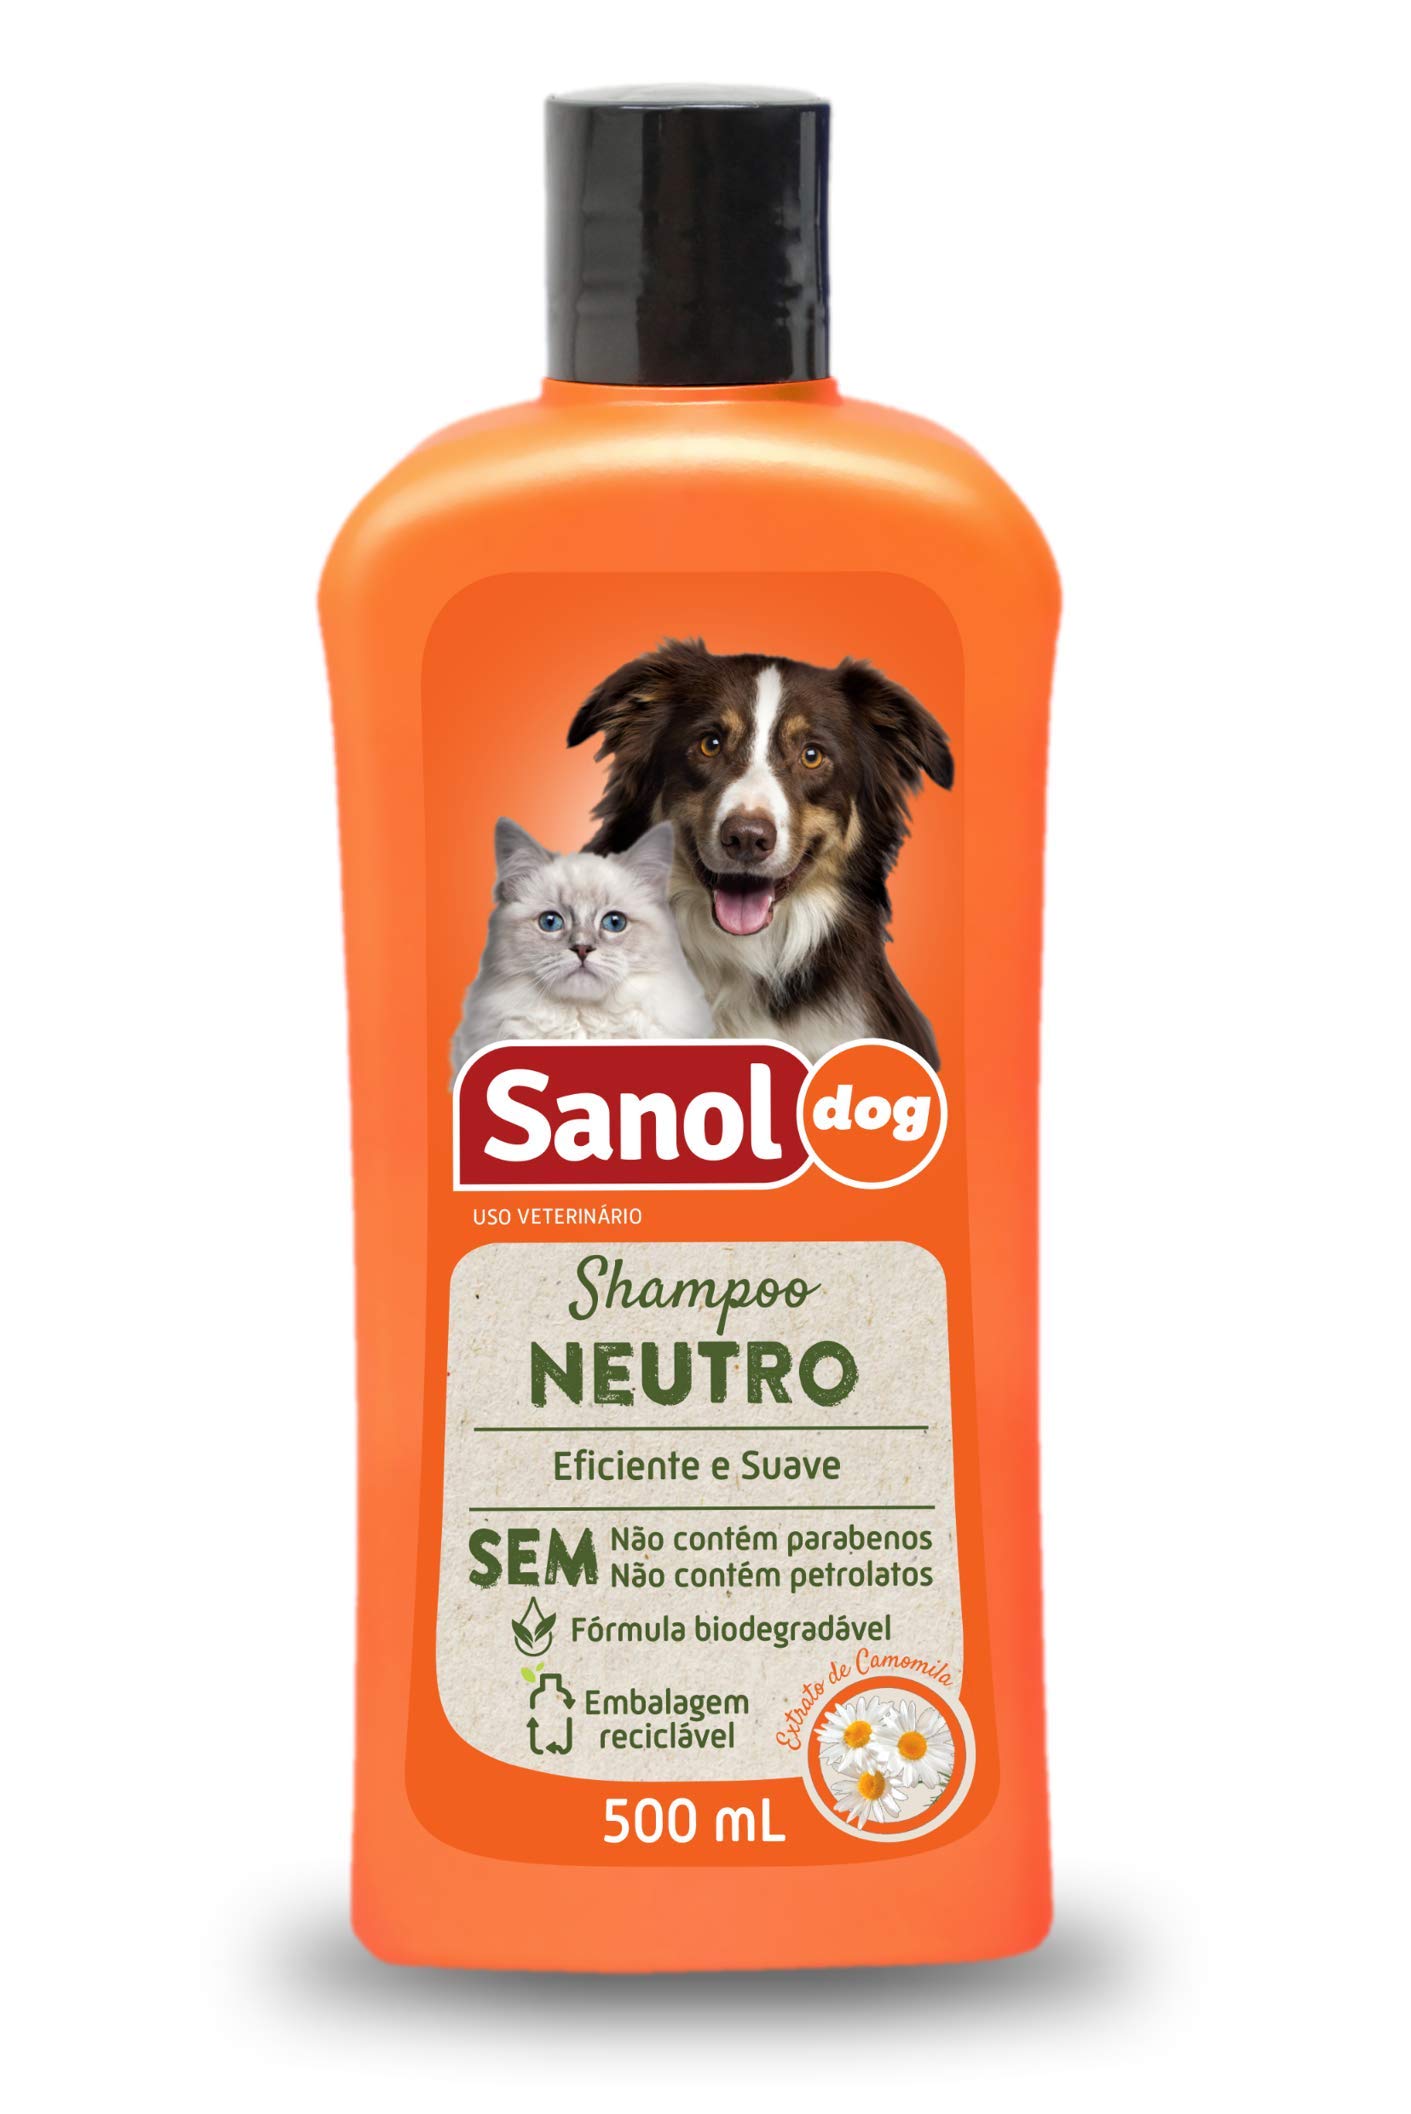 Sanol dog
USO VETERINÁRIO
Shampoo
NEUTRO
Eficiente e Suave
SEM Não contém parabenos
Não contém petrolatos
Fórmula biodegradável
Embalagem
reciclável
Extrato de Camomila
500 mL